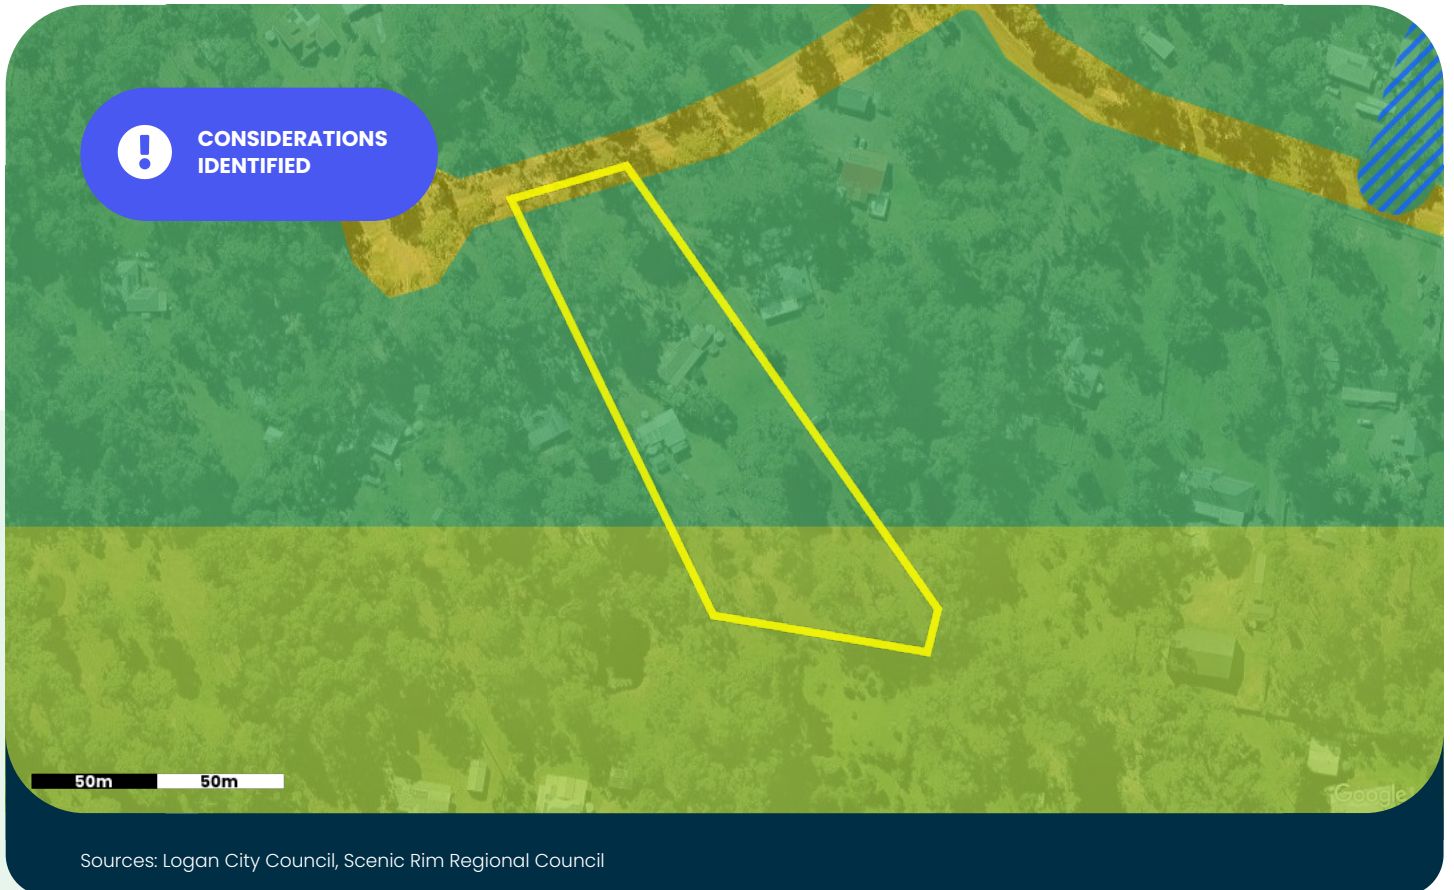 CONSIDERATIONS
IDENTIFIED
50m 50m
Google
Sources: Logan City Council, Scenic Rim Regional Council